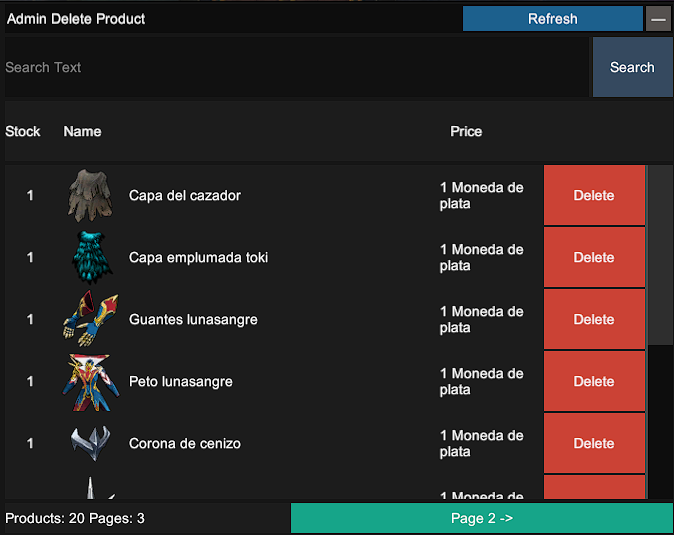 Admin Delete Product
Refresh
—
Search Text
Search
Stock Name Price
1 Capa del cazador 1 Moneda de
plata
Delete
1 Capa emplumada toki 1 Moneda de
plata
Delete
1 Guantes lunasangre 1 Moneda de
plata
Delete
1 Peto lunasangre 1 Moneda de
plata
Delete
1 Corona de cenizo 1 Moneda de
plata
Delete
1 Moneda de
Products: 20 Pages: 3
Page 2 ->